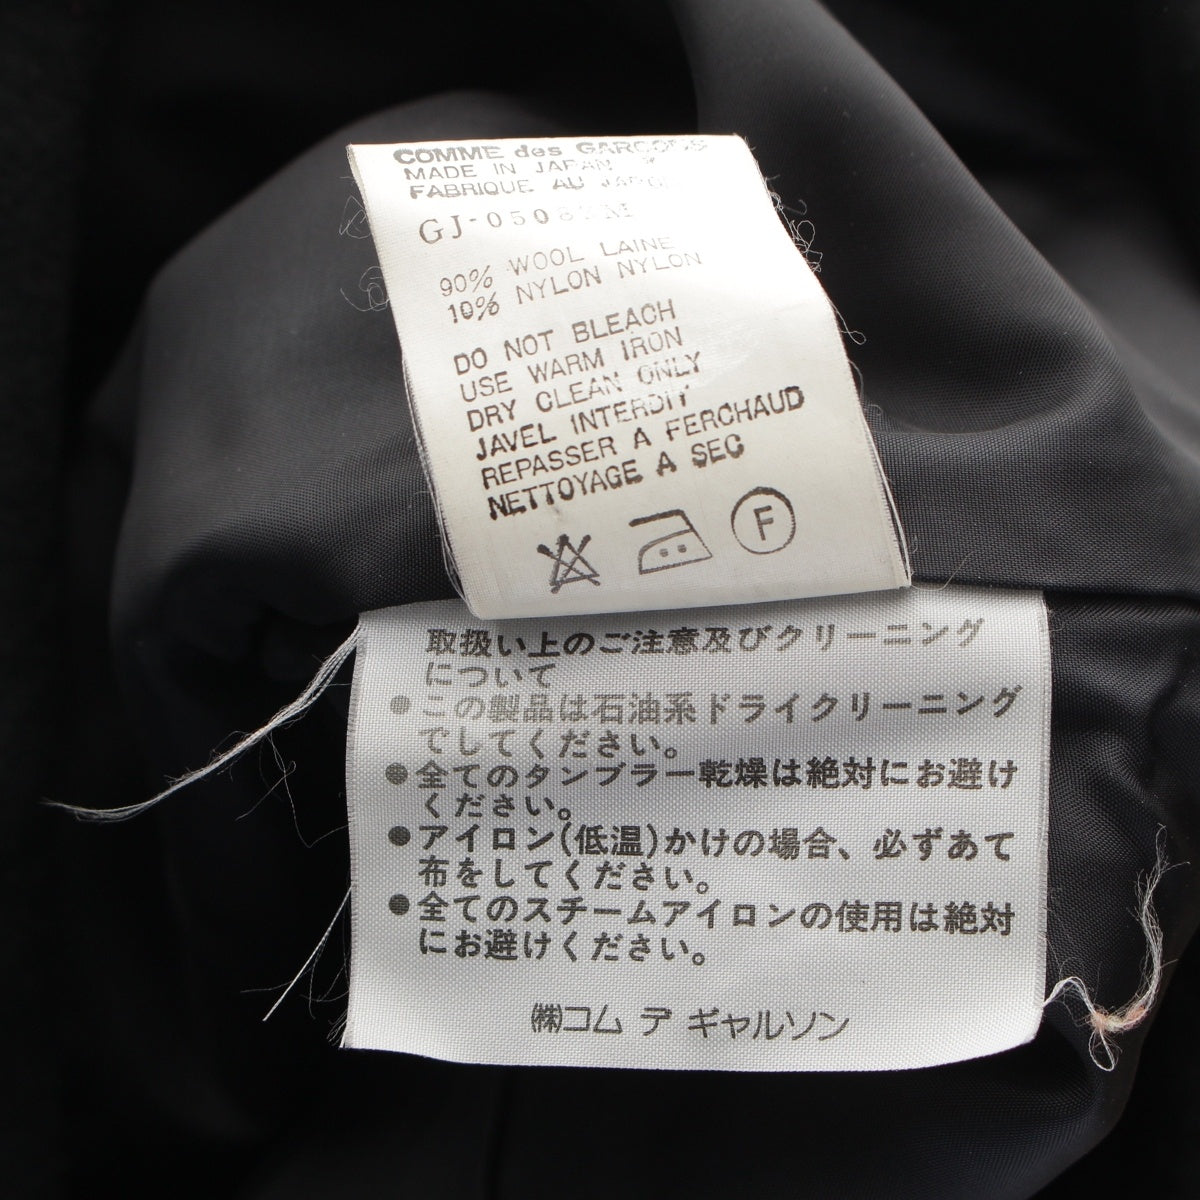 COMME des GARCONS
MADE IN JAPAN
FABRIQUE AU JAPON
90% WOOL LAINE
10% NYLON NYLON
DO NOT BLEACH
USE WARM IRON
DRY CLEAN ONLY
JAVEL INTERDIT
REPASSER A FERCHAUD
NETTOYAGE A SEC
F
取扱い上のご注意及びクリーニング
について
●この製品は石油系ドライクリーニング
でしてください。
●全てのタンブラー乾燥は絶対にお避け
ください。
●アイロン(低温)かけの場合、必ずあて
布をしてください。
●全てのスチームアイロンの使用は絶対
にお避けください。
㈱コム デ ギャルソン